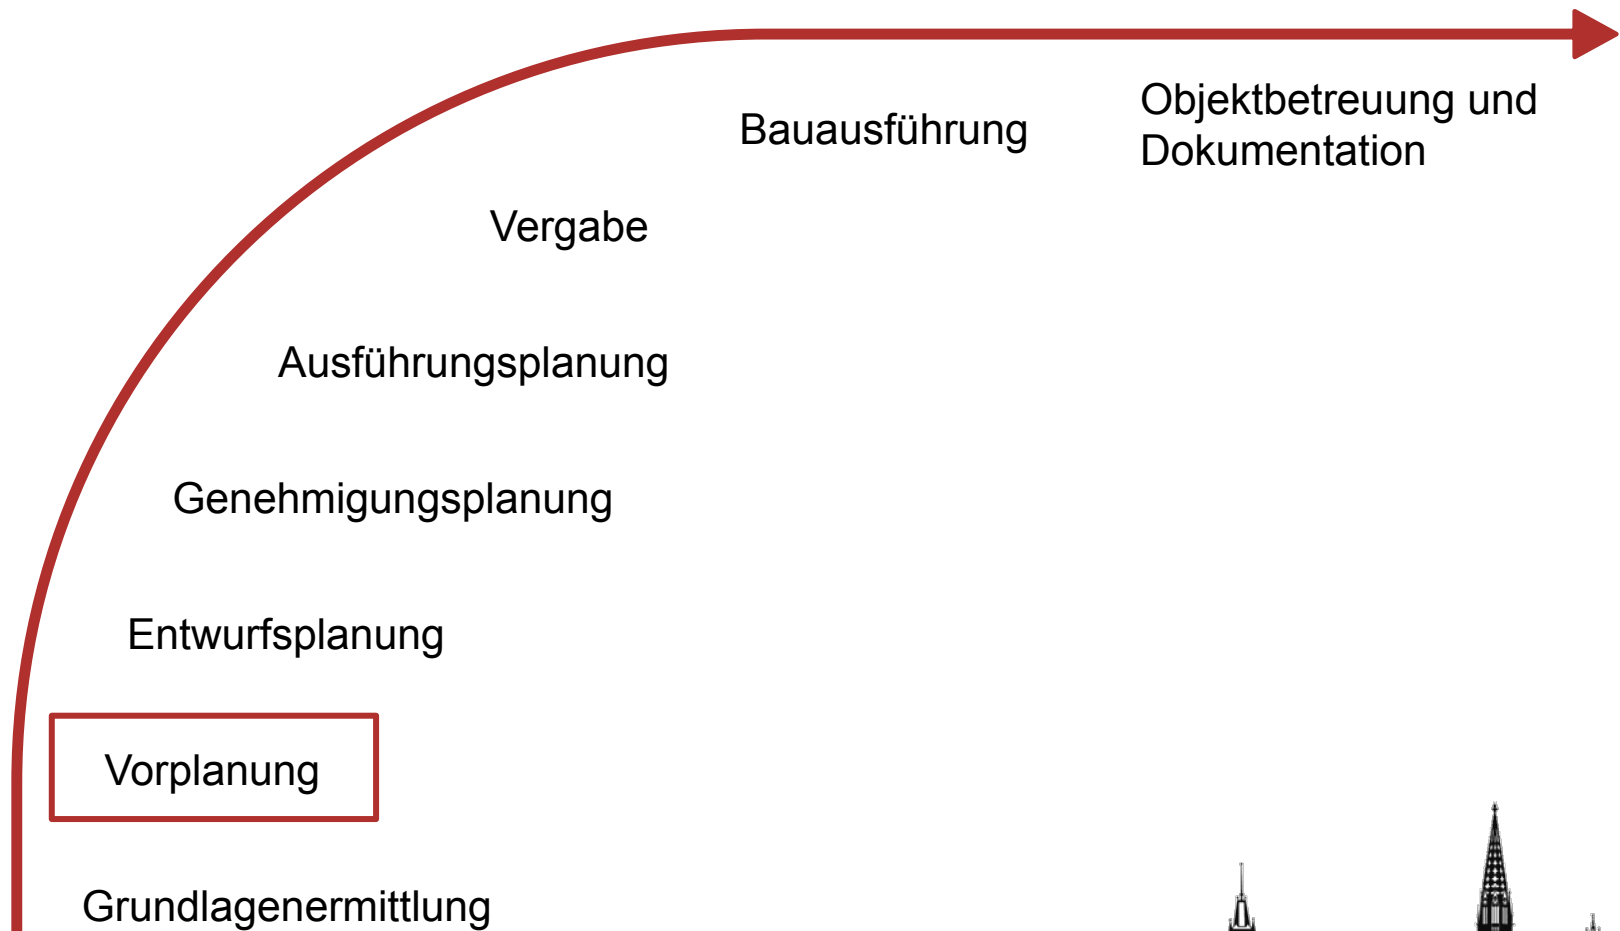 Bauausführung
Objektbetreuung und
Dokumentation
Vergabe
Ausführungsplanung
Genehmigungsplanung
Entwurfsplanung
Vorplanung
Grundlagenermittlung